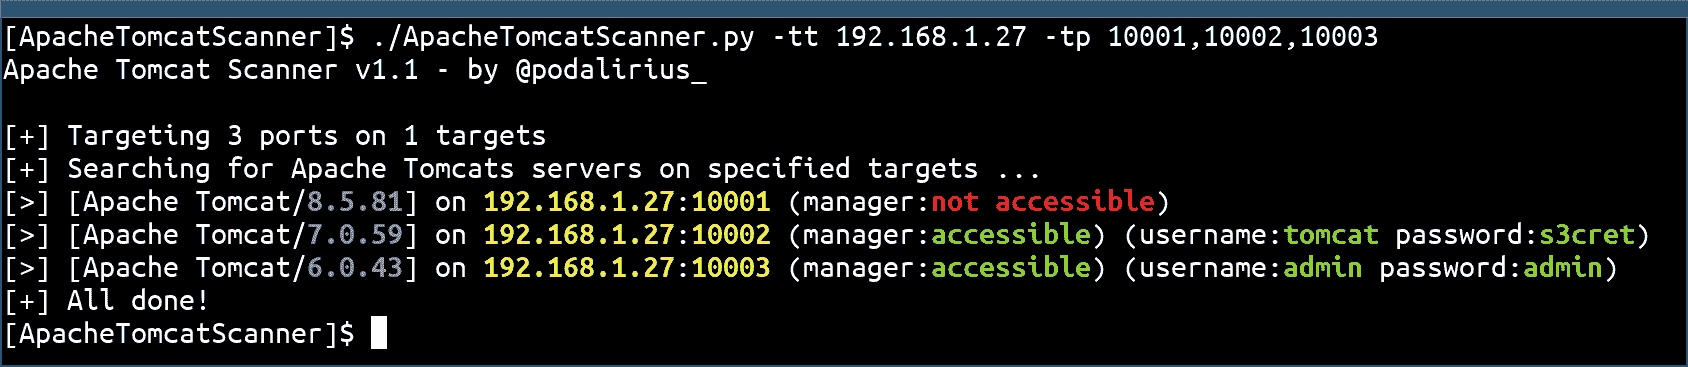 [ApacheTomcatScanner]$ ./ApacheTomcatScanner.py -tt 192.168.1.27 -tp 10001,10002,10003
Apache Tomcat Scanner v1.1 - by @podalirius_
[+] Targeting 3 ports on 1 targets
[+] Searching for Apache Tomcats servers on specified targets ...
[>] [Apache Tomcat/8.5.81] on 192.168.1.27:10001 (manager:not accessible)
[>] [Apache Tomcat/7.0.59] on 192.168.1.27:10002 (manager:accessible) (username:tomcat password:s3cret)
[>] [Apache Tomcat/6.0.43] on 192.168.1.27:10003 (manager:accessible) (username:admin password:admin)
[+] All done!
[ApacheTomcatScanner]$